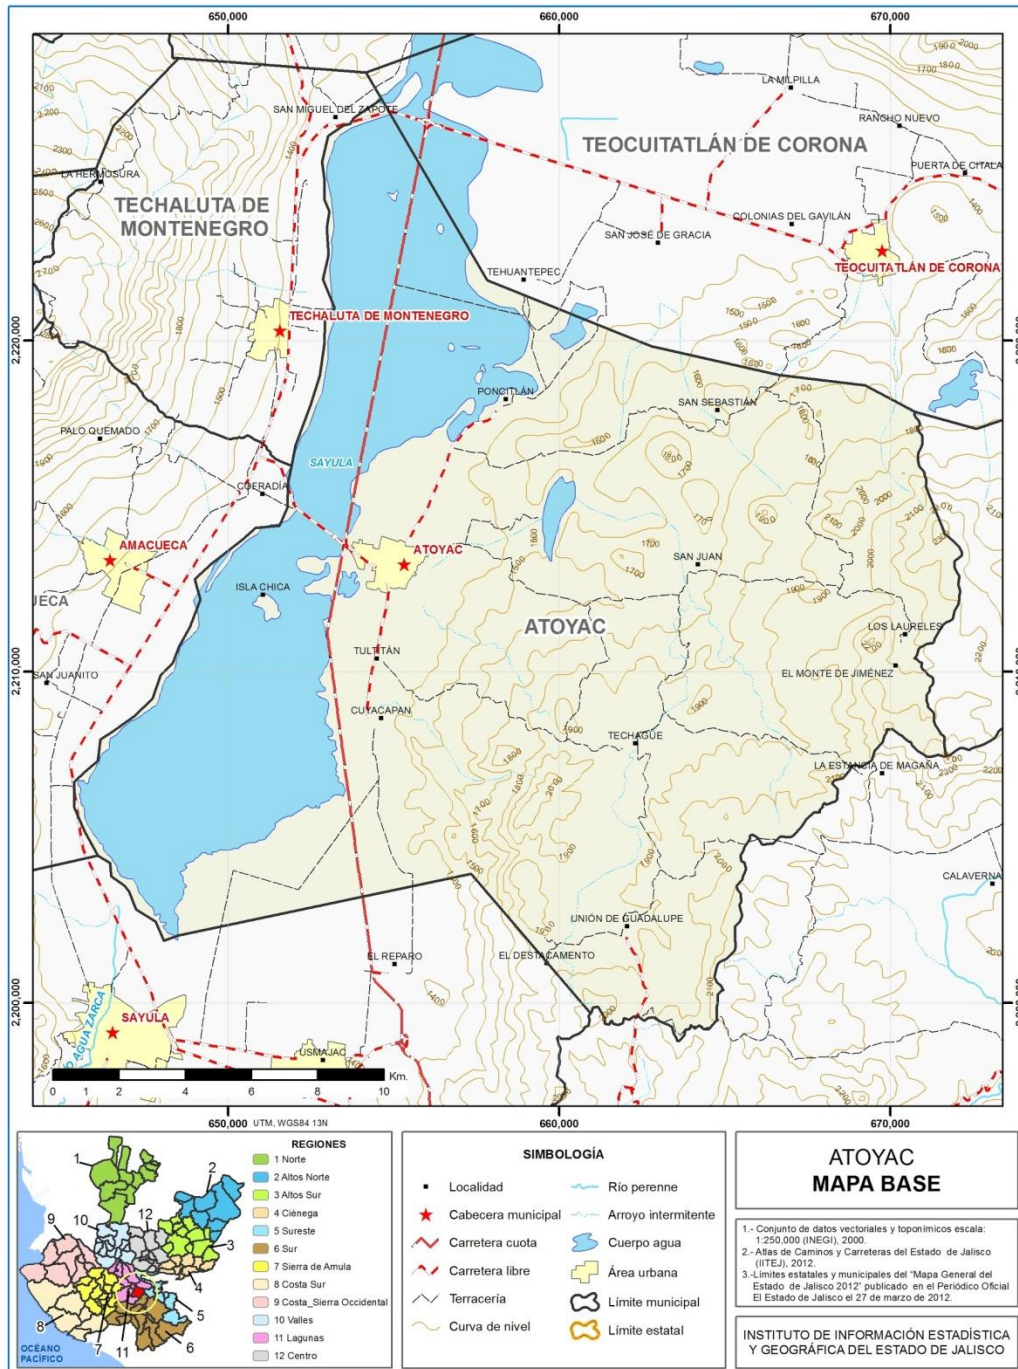 650,000
660,000
670,000
SAN MIGUEL DEL ZAPOTE
LA MILPILLA
RANCHO NUEVO
TEOCUITATLÁN DE CORONA
PUERTA DE CITALA
LA HERMOSURA
TECHALUTA DE
MONTENEGRO
COLONIAS DEL GAVILÁN
SAN JOSÉ DE GRACIA
TEOCUITATLÁN DE CORONA
TEHUANTEPEC
TECHALUTA DE MONTENEGRO
2,220,000
PONCITLÁN
SAN SEBASTIÁN
PALO QUEMADO
SAYULA
COFRADÍA
AMACUECA
ATOYAC
SAN JUAN
ISLA CHICA
UECA
ATOYAC
LOS LAURELES
TULTITÁN
2,210,000
SAN JUANITO
EL MONTE DE JIMÉNEZ
CUYACAPAN
TECHAGÜE
LA ESTANCIA DE MAGAÑA
CALAVERNA
UNIÓN DE GUADALUPE
EL REPARO
EL DESTACAMENTO
2,200,000
SAYULA
O AGUA ZARCA
USMAJAC
0 2 4 6 8 10 Km.
650,000
UTM, WGS84 13N
660,000
670,000
REGIONES
1 Norte
2 Altos Norte
3 Altos Sur
4 Ciénega
5 Sureste
6 Sur
7 Sierra de Amula
8 Costa Sur
9 Costa_Sierra Occidental
10 Valles
11 Lagunas
12 Centro
OCÉANO
PACÍFICO
SIMBOLOGÍA
Localidad
Cabecera municipal
Carretera cuota
Carretera libre
Terracería
Curva de nivel
Río perenne
Arroyo intermitente
Cuerpo agua
Área urbana
Límite municipal
Límite estatal
ATOYAC
MAPA BASE
1.- Conjunto de datos vectoriales y toponímicos escala:
1:250,000 (INEGI), 2000.
2.- Atlas de Caminos y Carreteras del Estado de Jalisco
(IITEJ), 2012.
3.-Límites estatales y municipales del "Mapa General del
Estado de Jalisco 2012" publicado en el Periódico Oficial
El Estado de Jalisco el 27 de marzo de 2012.
INSTITUTO DE INFORMACIÓN ESTADÍSTICA
Y GEOGRÁFICA DEL ESTADO DE JALISCO